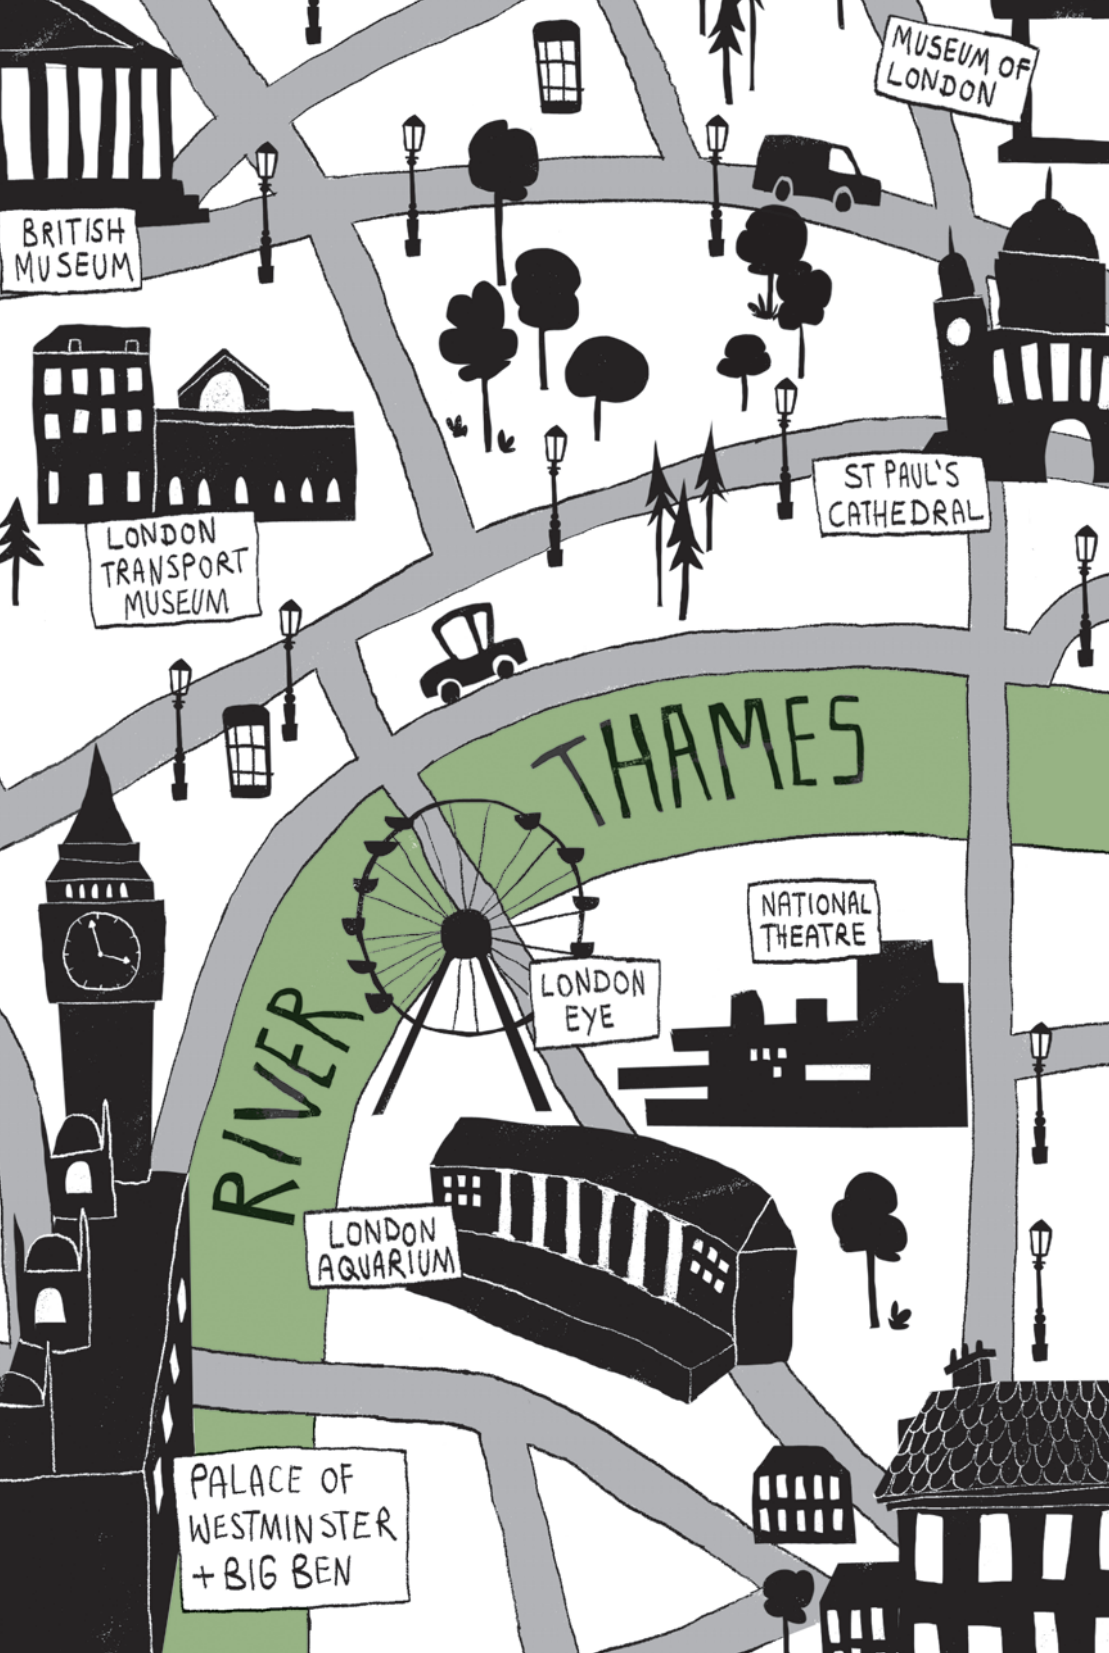 MUSEUM OF
LONDON
BRITISH
MUSEUM
ST PAUL'S
CATHEDRAL
LONDON
TRANSPORT
MUSEUM
RIVER THAMES
NATIONAL
THEATRE
LONDON
EYE
LONDON
AQUARIUM
PALACE OF
WESTMINSTER
+ BIG BEN